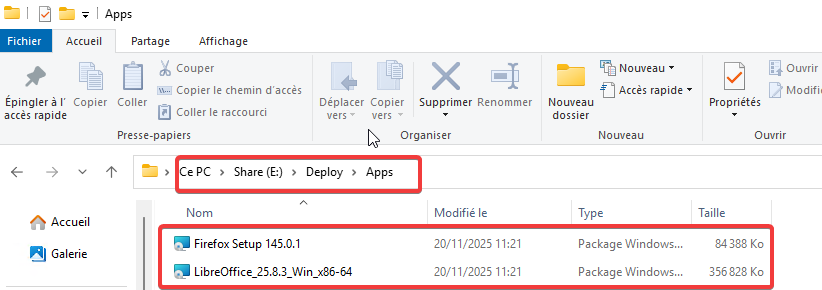 Apps
Fichier Accueil Partage Affichage
Épingler à l'accès rapide
Copier
Coller
Couper
Copier le chemin d'accès
Coller le raccourci
Presse-papiers
Déplacer vers
Copier vers
Supprimer
Renommer
Organiser
Nouveau dossier
Nouveau
Accès rapide
Nouveau
Propriétés
Ouvrir
Modifi
Ouvrir
Ce PC > Share (E:) > Deploy > Apps
Accueil
Galerie
Nom Modifié le Type Taille
Firefox Setup 145.0.1 20/11/2025 11:21 Package Windows... 84 388 Ko
LibreOffice_25.8.3_Win_x86-64 20/11/2025 11:21 Package Windows... 356 828 Ko